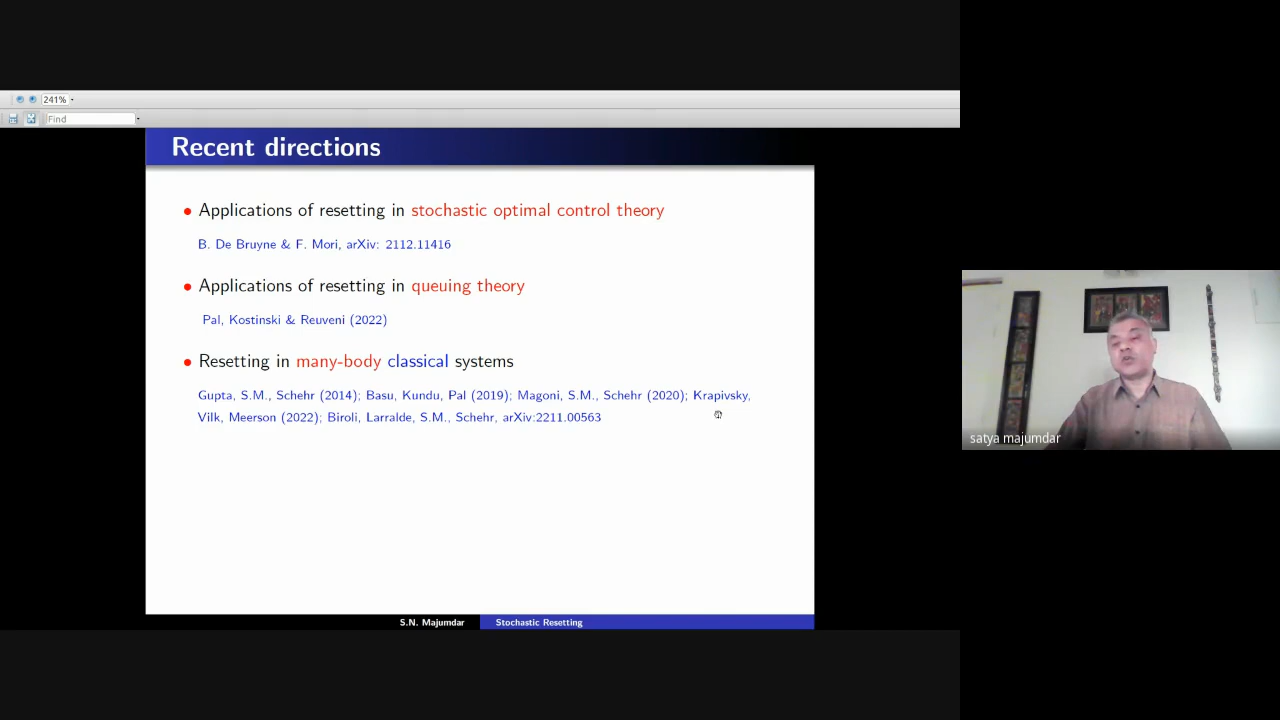 241%
Find
Recent directions
• Applications of resetting in stochastic optimal control theory
B. De Bruyne & F. Mori, arXiv: 2112.11416
• Applications of resetting in queuing theory
Pal, Kostinski & Reuveni (2022)
• Resetting in many-body classical systems
Gupta, S.M., Schehr (2014); Basu, Kundu, Pal (2019); Magoni, S.M., Schehr (2020); Krapivsky,
Vilk, Meerson (2022); Biroli, Larralde, S.M., Schehr, arXiv:2211.00563
satya majumdar
S.N. Majumdar Stochastic Resetting